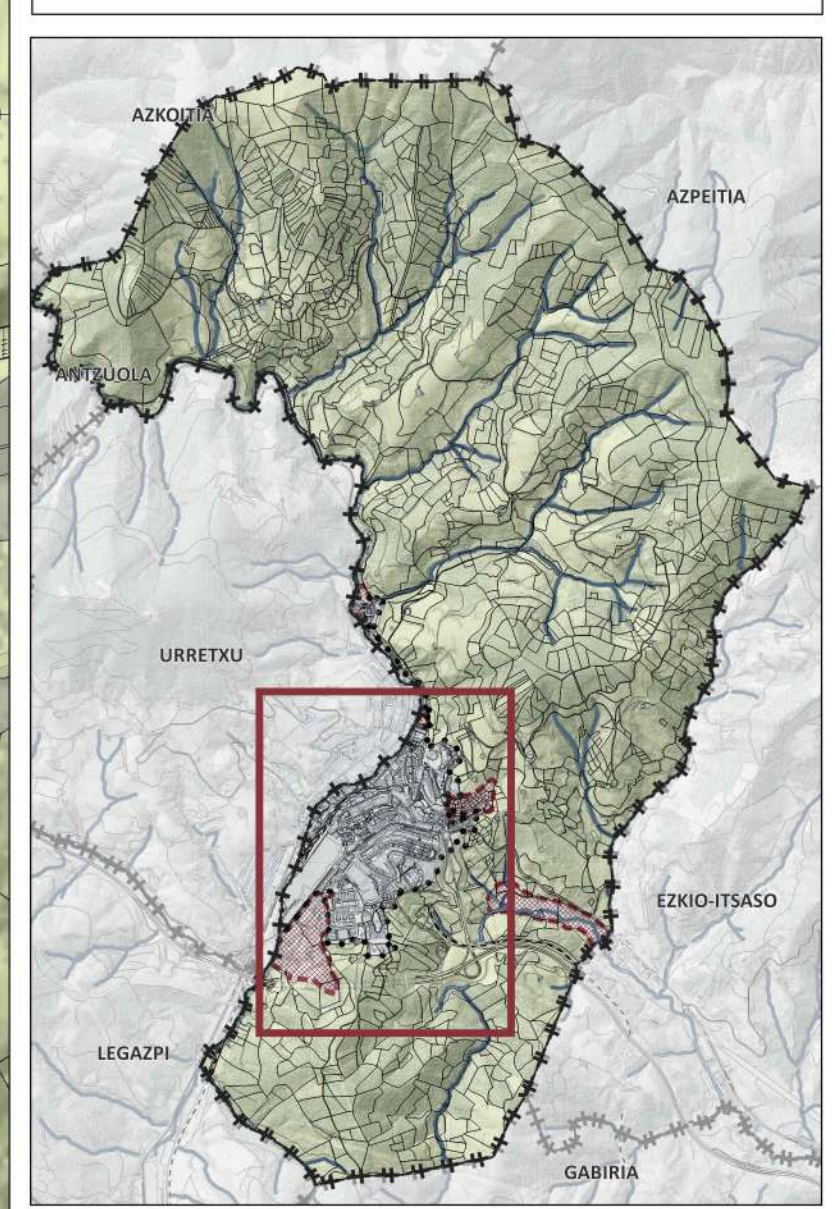 AZKOITIA
AZPEITIA
ANTZUOLA
URRETXU
EZKIO-ITSASO
LEGAZPI
GABIRIA